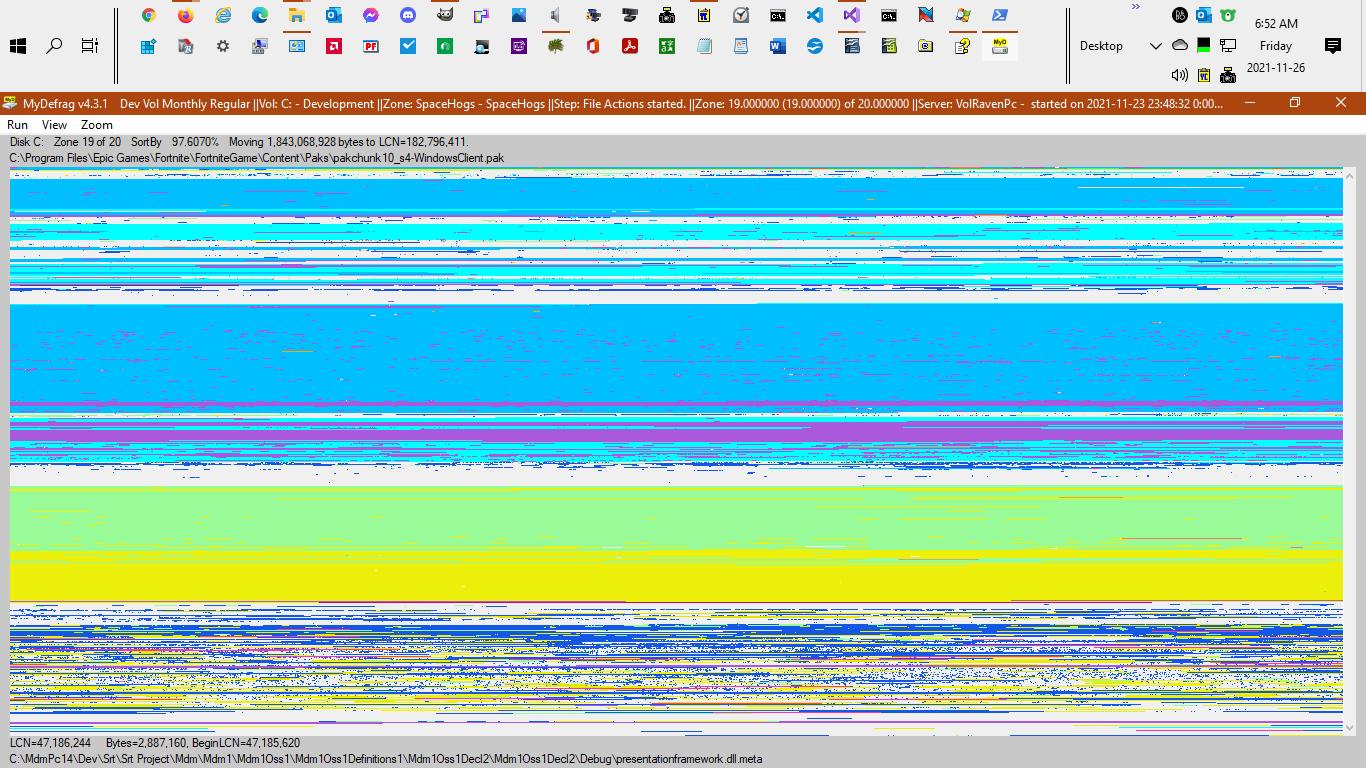 6:52 AM
Desktop
Friday
2021-11-26
MyDefrag v4.3.1 Dev Vol Monthly Regular ||Vol: C: - Development ||Zone: SpaceHogs - SpaceHogs ||Step: File Actions started. ||Zone: 19.000000 (19.000000) of 20.000000 ||Server: VolRavenPc - started on 2021-11-23 23:48:32 0:00...
Run View Zoom
Disk C: Zone 19 of 20 SortBy 97.6070% Moving 1,843,068,928 bytes to LCN=182,796,411.
C:\Program Files\Epic Games\Fortnite\FortniteGame\Content\Paks\pakchunk10_s4-WindowsClient.pak
LCN=47,186,244 Bytes=2,887,160, BeginLCN=47,185,620
C:\MdmPc14\Dev\Srt\Srt Project\Mdm\Mdm1\Mdm1Oss1\Mdm1Oss1Definitions1\Mdm1Oss1Decl2\Mdm1Oss1Decl2\Debug\presentationframework.dll.meta